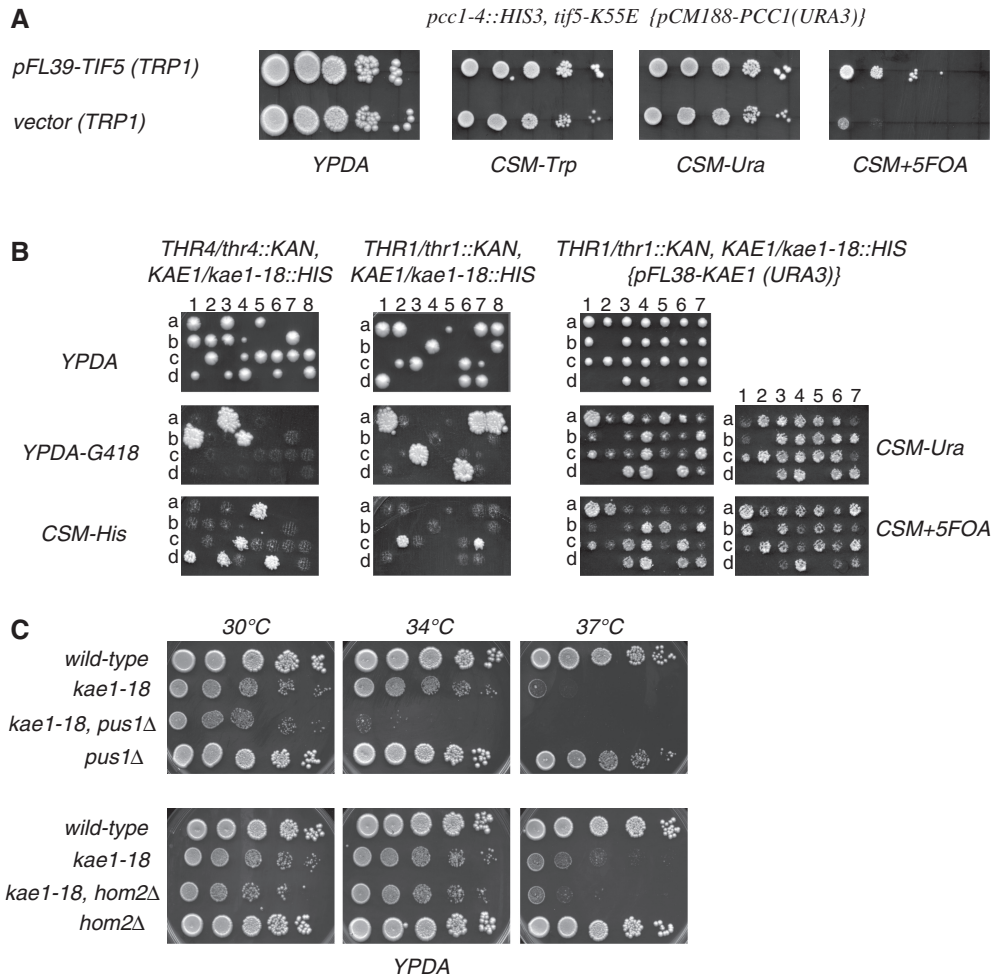 A
pcc1-4::HIS3, tif5-K55E {pCM188-PCC1(URA3)}
pFL39-TIF5 (TRP1)
vector (TRP1)
YPDA CSM-Trp CSM-Ura CSM+5FOA
B
THR4/thr4::KAN, THR1/thr1::KAN, THR1/thr1::KAN, KAE1/kae1-18::HIS
KAE1/kae1-18::HIS KAE1/kae1-18::HIS {pFL38-KAE1 (URA3)}
1 2 3 4 5 6 7 8 1 2 3 4 5 6 7 8 1 2 3 4 5 6 7
a a a
b b b
YPDA
c c c
d d d
1 2 3 4 5 6 7
a a a a
b b b b
YPDA-G418 CSM-Ura
c c c c
d d d d
a a a a
b b b b
CSM-His CSM+5FOA
c c c c
d d d d
C
30°C 34°C 37°C
wild-type
kae1-18
kae1-18, pus1Δ
pus1Δ
wild-type
kae1-18
kae1-18, hom2Δ
hom2Δ
YPDA